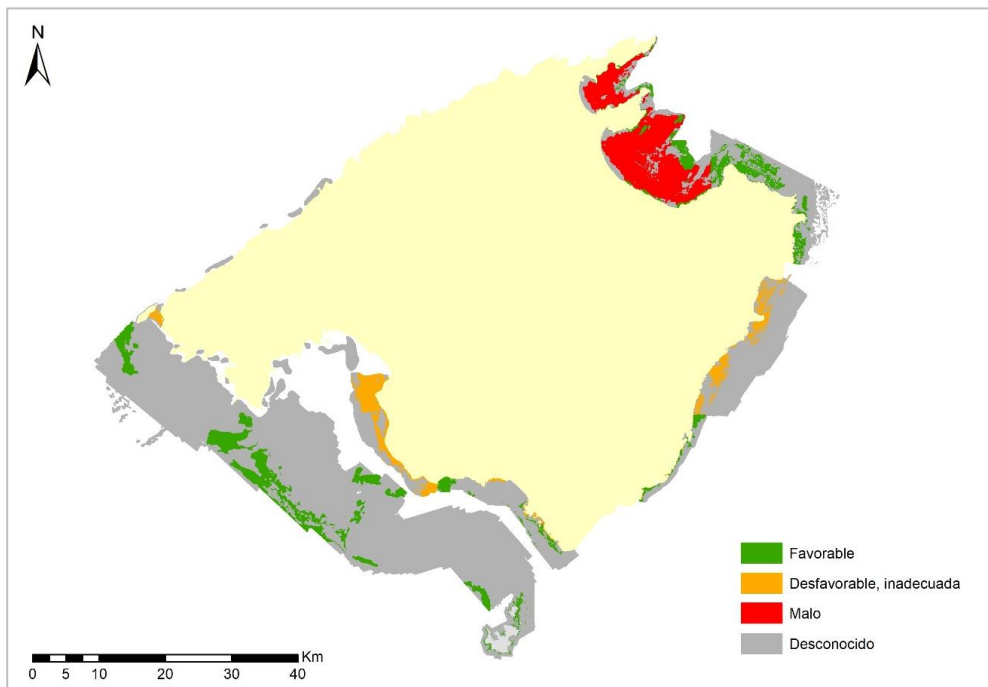 N
Favorable
Desfavorable, inadecuada
Malo
Desconocido
Km
0 5 10 20 30 40